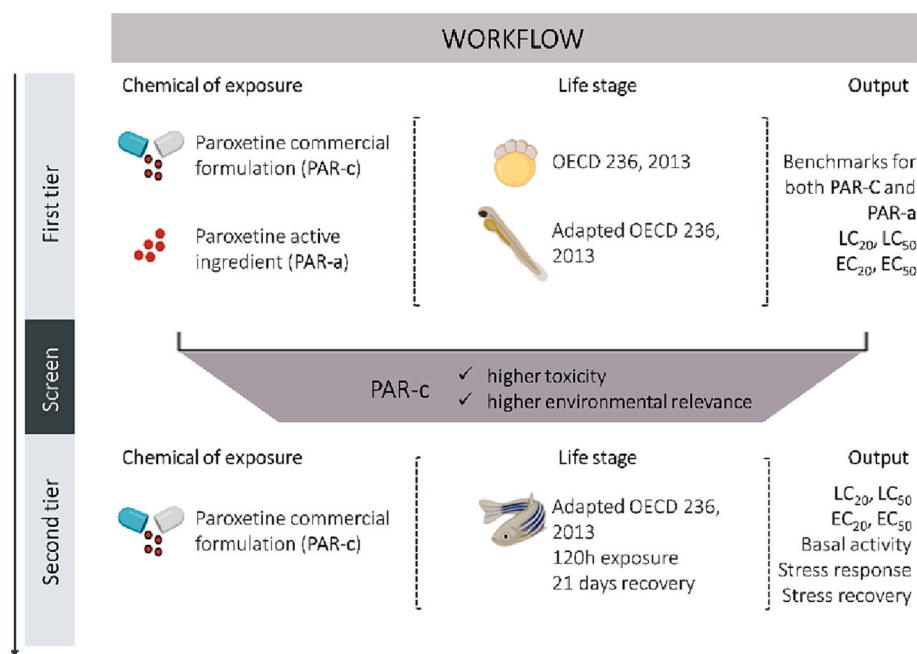 WORKFLOW
First tier
Chemical of exposure
Life stage
Output
Paroxetine commercial
formulation (PAR-c)
Paroxetine active
ingredient (PAR-a)
OECD 236, 2013
Adapted OECD 236,
2013
Benchmarks for
both PAR-C and
PAR-a
LC20, LC50
EC20, EC50
Screen
PAR-c
✓ higher toxicity
✓ higher environmental relevance
Second tier
Chemical of exposure
Life stage
Output
Paroxetine commercial
formulation (PAR-c)
Adapted OECD 236,
2013
120h exposure
21 days recovery
LC20, LC50
EC20, EC50
Basal activity
Stress response
Stress recovery